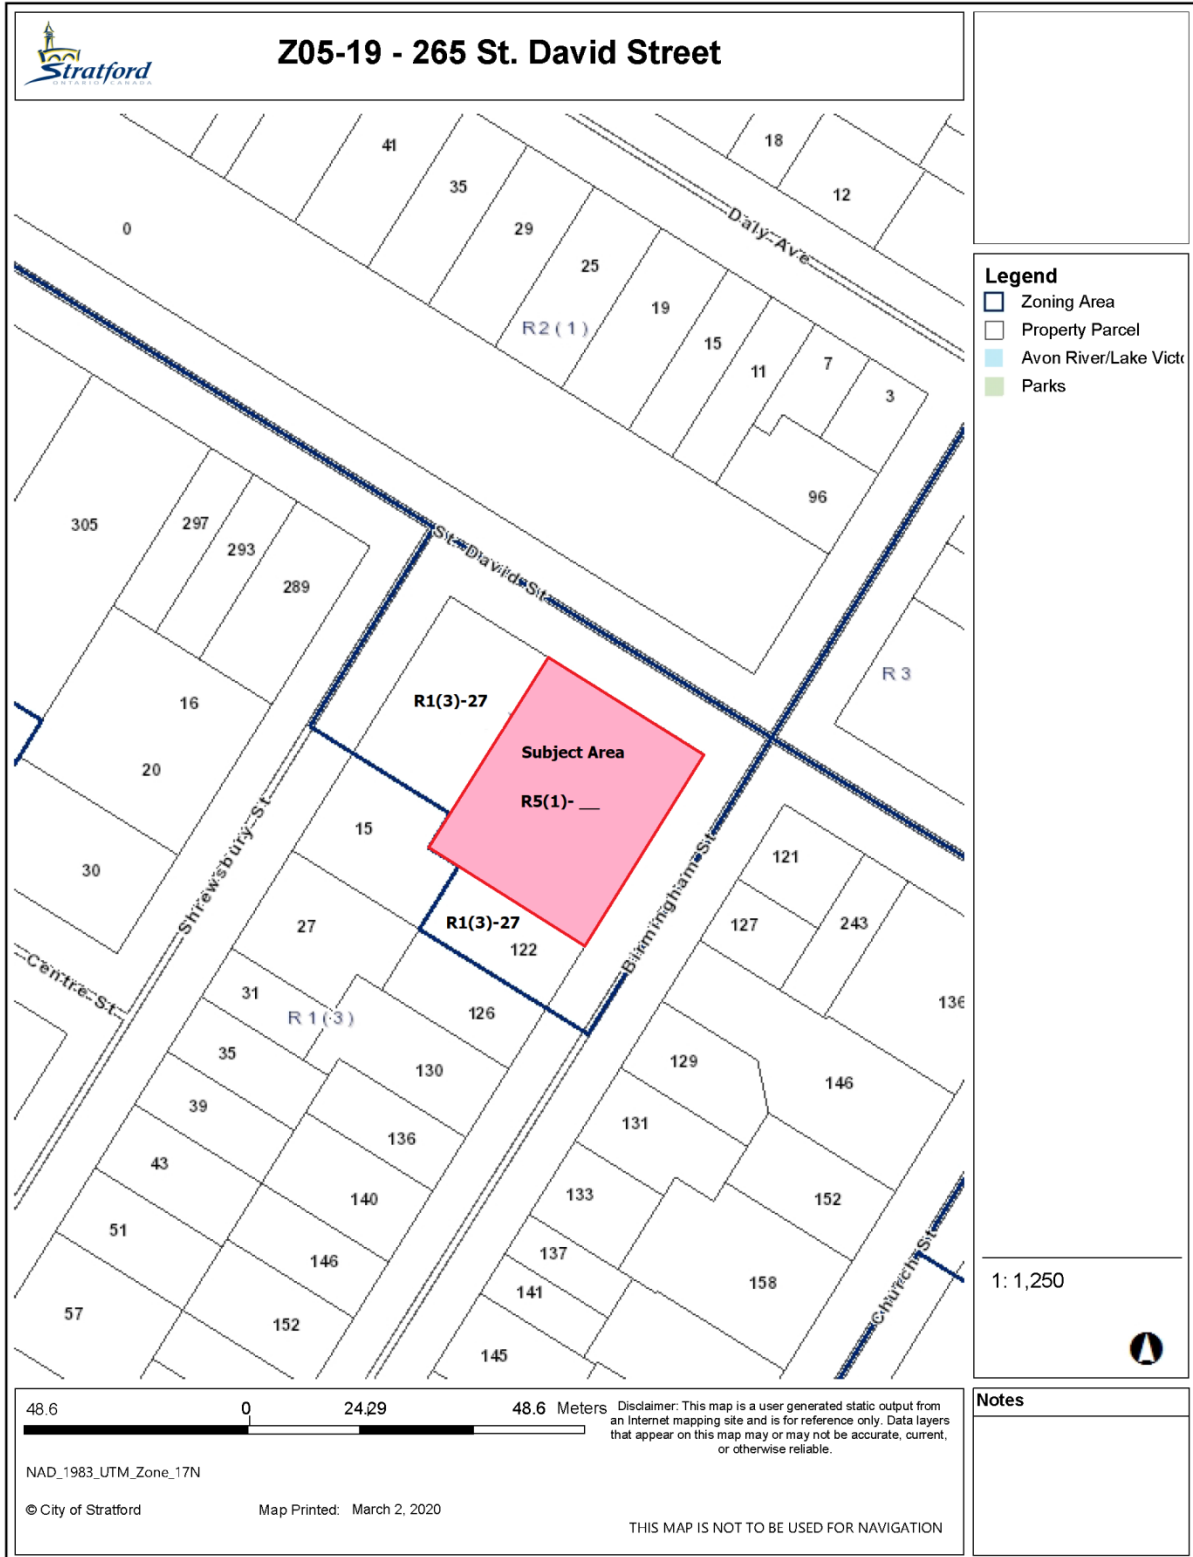 Stratford
ONTARIO CANADA
Z05-19 - 265 St. David Street
41
35
29
25
19
15
11
7
3
96
18
12
0
Daly Ave
R2(1)
Legend
Zoning Area
Property Parcel
Avon River/Lake Victo
Parks
305
297
293
289
St. David St
16
20
30
R1(3)-27
Subject Area
R5(1)- __
R3
15
27
Shrewsbury St
Centre St
R1(3)-27
122
126
Birmingham St
121
127
243
136
31
R1(3)
35
39
43
51
57
130
136
140
146
152
129
131
133
137
141
145
146
152
158
Church St
1: 1,250
48.6 0 24.29 48.6 Meters
Disclaimer: This map is a user generated static output from
an Internet mapping site and is for reference only. Data layers
that appear on this map may or may not be accurate, current,
or otherwise reliable.
NAD_1983_UTM_Zone_17N
© City of Stratford Map Printed: March 2, 2020
THIS MAP IS NOT TO BE USED FOR NAVIGATION
Notes